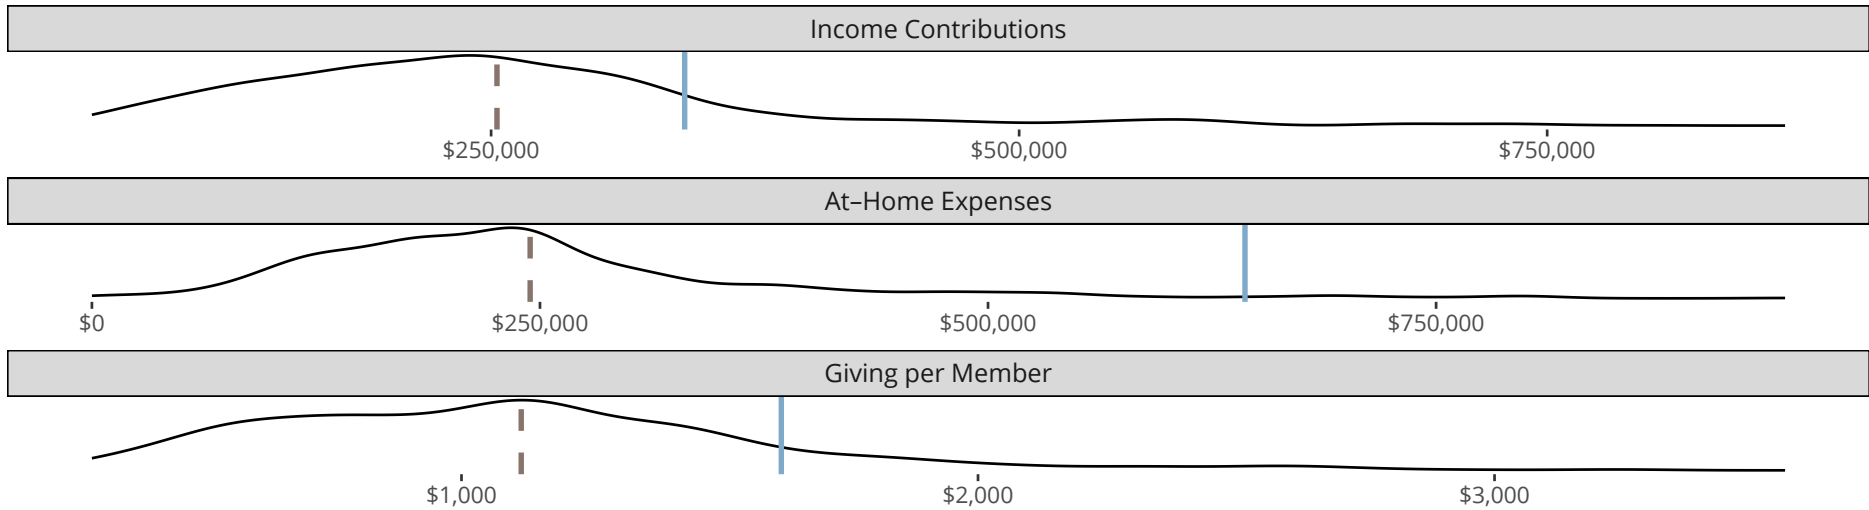 Income Contributions
$250,000 $500,000 $750,000
At–Home Expenses
$0 $250,000 $500,000 $750,000
Giving per Member
$1,000 $2,000 $3,000